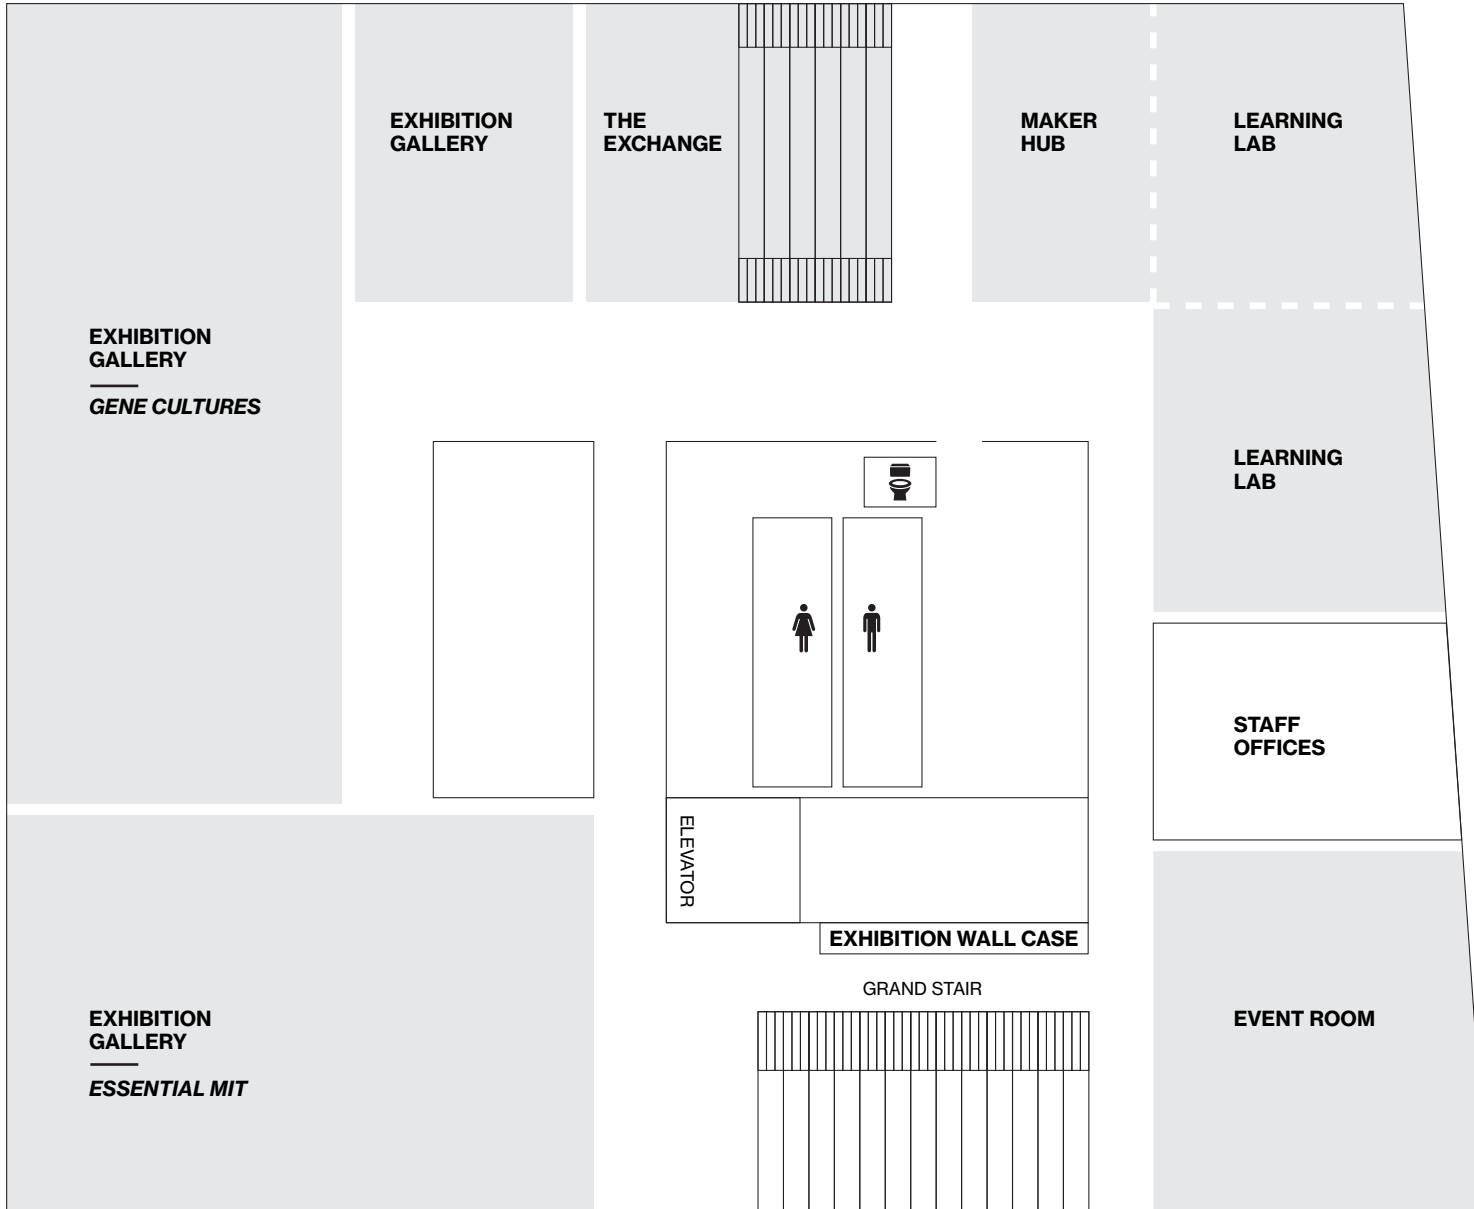 EXHIBITION
GALLERY
THE
EXCHANGE
MAKER
HUB
LEARNING
LAB
EXHIBITION
GALLERY
GENE CULTURES
LEARNING
LAB
STAFF
OFFICES
ELEVATOR
EXHIBITION WALL CASE
GRAND STAIR
EXHIBITION
GALLERY
ESSENTIAL MIT
EVENT ROOM